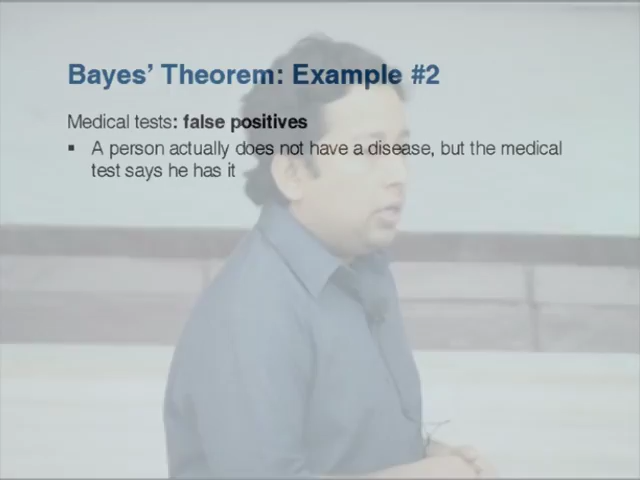 Bayes' Theorem: Example #2
Medical tests: false positives
▪ A person actually does not have a disease, but the medical
test says he has it